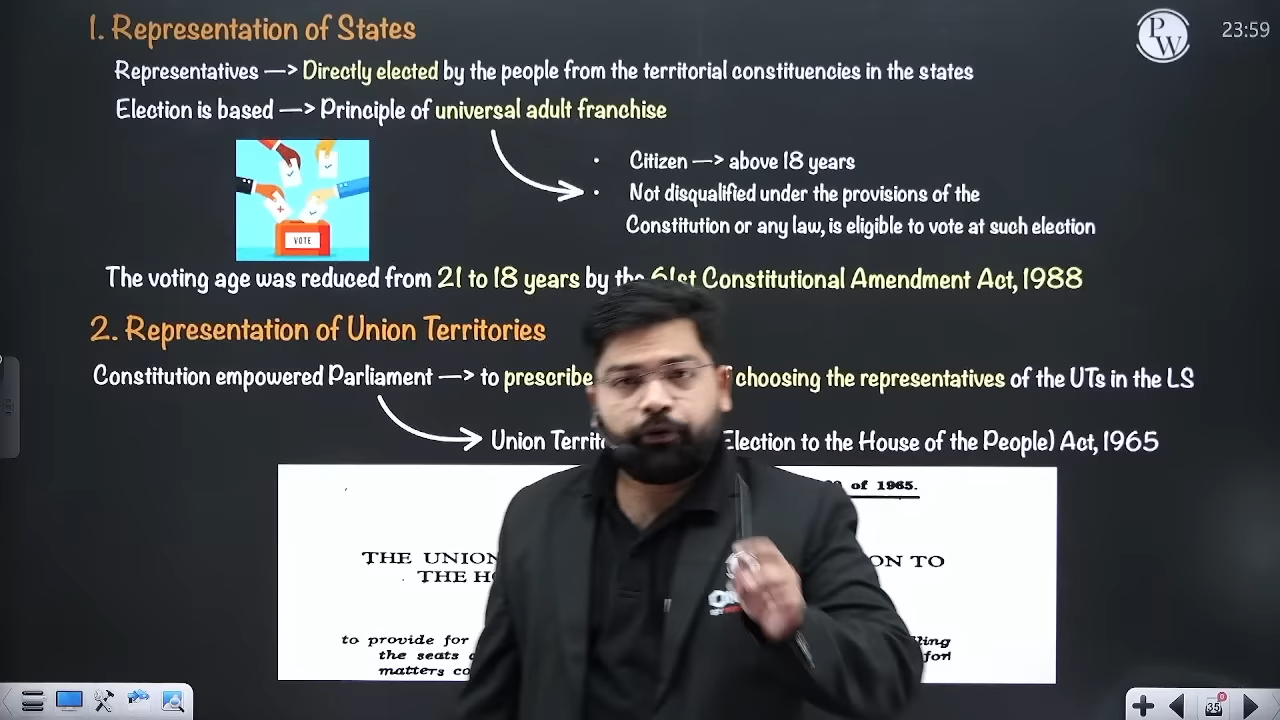 1. Representation of States
PW
23:59
Representatives —> Directly elected by the people from the territorial constituencies in the states
Election is based —> Principle of universal adult franchise
• Citizen —> above 18 years
• Not disqualified under the provisions of the
Constitution or any law, is eligible to vote at such election
VOTE
The voting age was reduced from 21 to 18 years by the 61st Constitutional Amendment Act, 1988
2. Representation of Union Territories
Constitution empowered Parliament —> to prescribe choosing the representatives of the UTs in the LS
Union Election to the House of the People) Act, 1965
of 1965.
THE UNION TO
THE
to provide for
the seats
matters
35